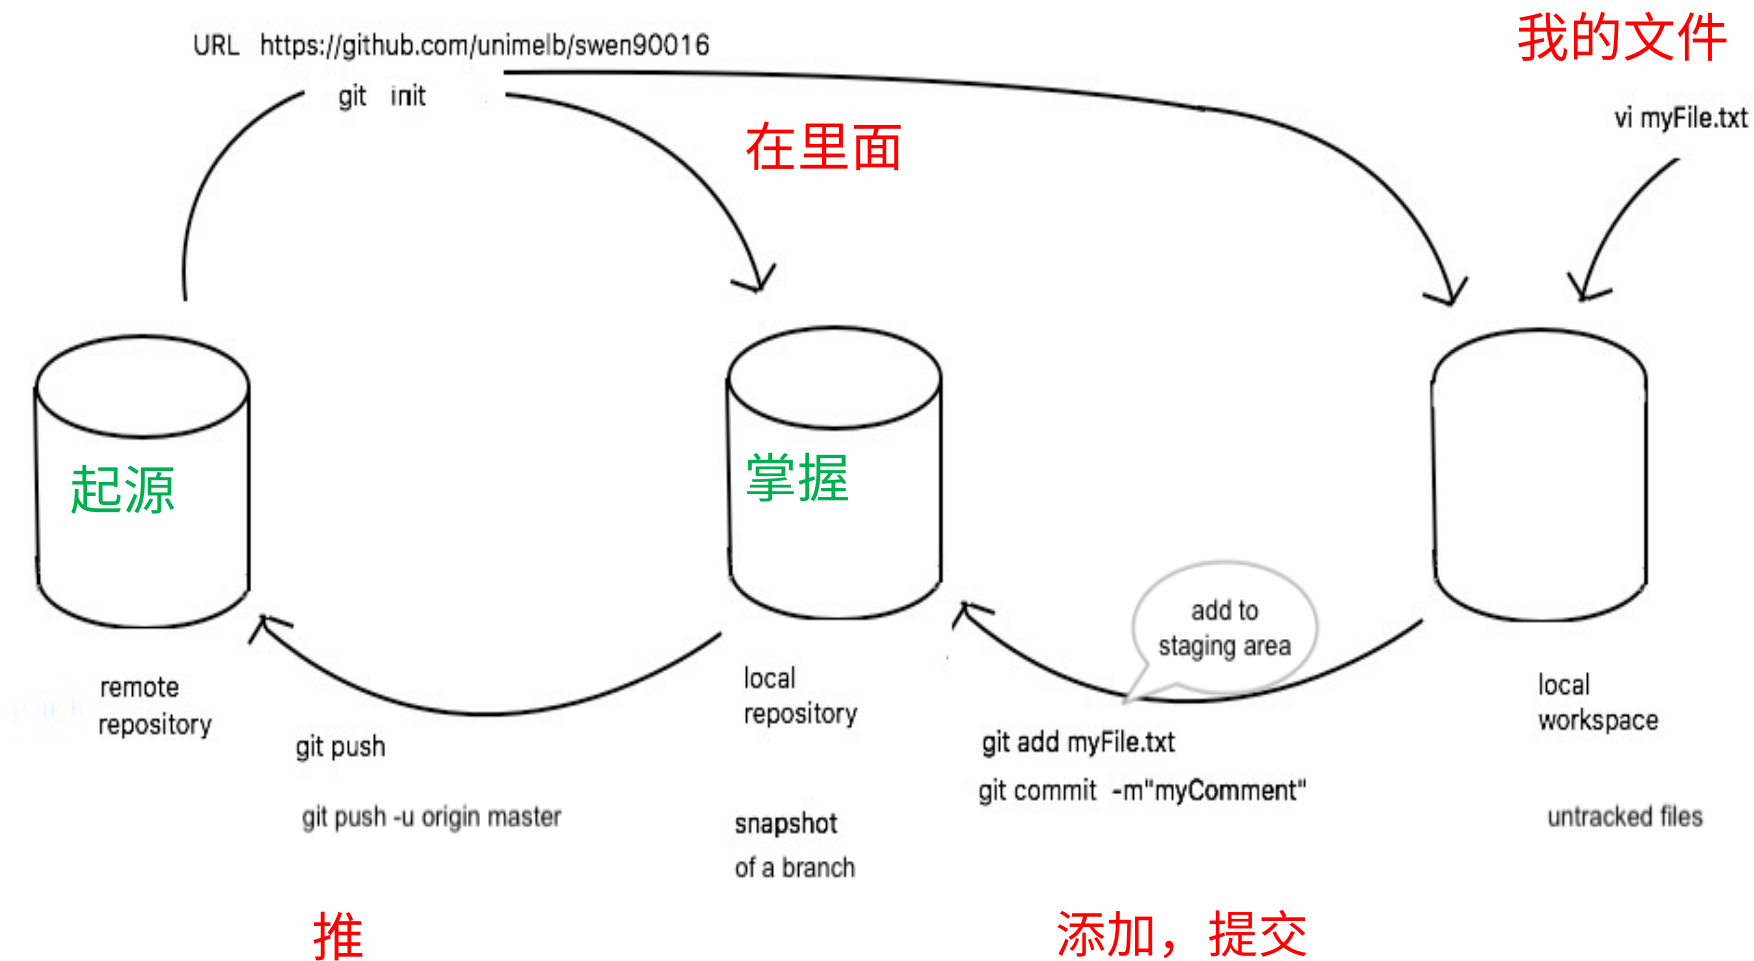 URL https://github.com/unimelb/swen90016
git init
我的文件
vi myFile.txt
在里面
起源
掌握
add to
staging area
remote
repository
local
repository
local
workspace
git push
git push -u origin master
git add myFile.txt
git commit -m"myComment"
snapshot
of a branch
untracked files
推
添加，提交